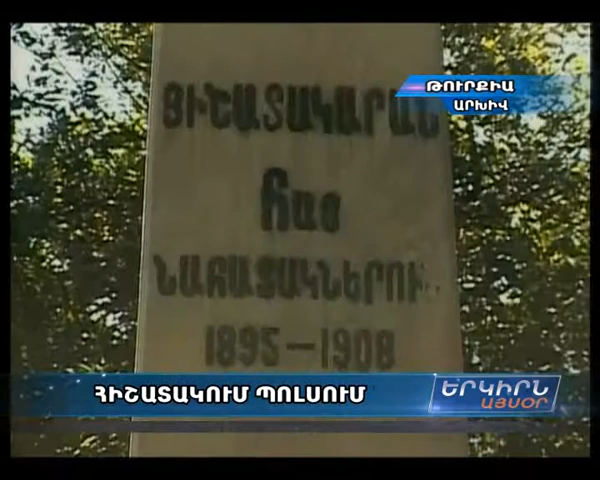 ԹՈՒՐՔԻԱ
ԱՐԽԻՎ
ՅԻՇԱՏԱԿԱՐԱՆ
հայ
ՆԱՀԱՏԱԿՆԵՐՈՒ
1895—1908
ՀԻՇԱՏԱԿՈՒՄ ՊՈԼՍՈՒՄ
ԵՐԿԻՐՆ
ԱՅՍՕՐ